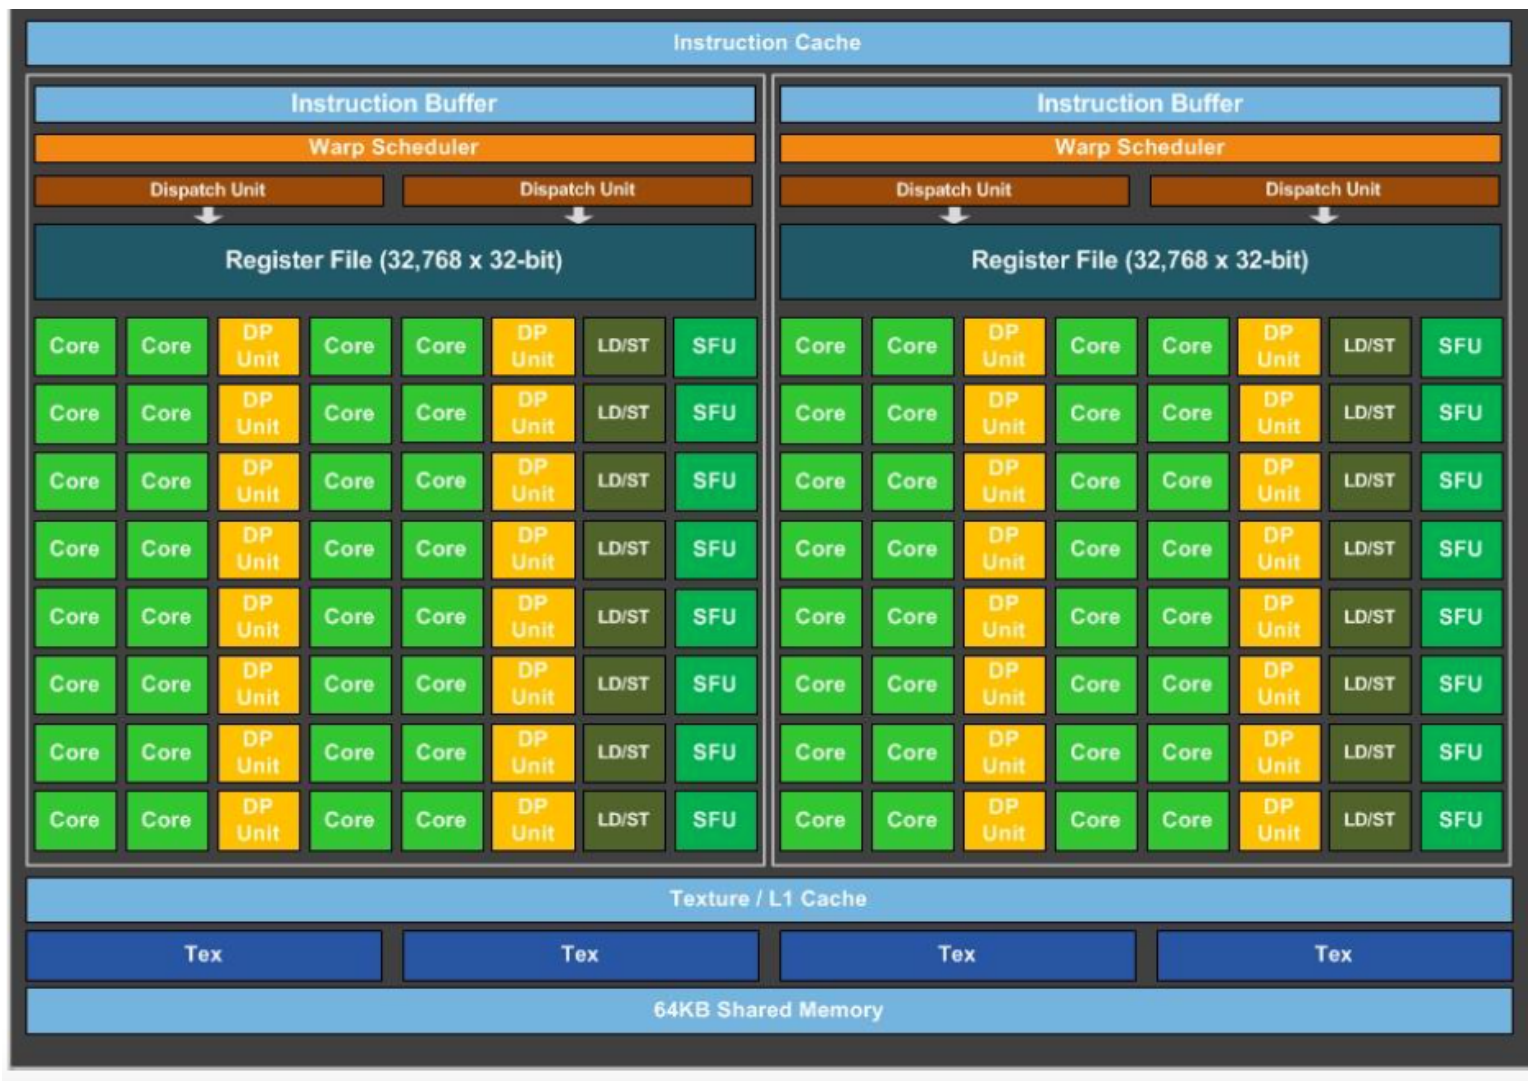 Instruction Cache
Instruction Buffer Instruction Buffer
Warp Scheduler Warp Scheduler
Dispatch Unit Dispatch Unit Dispatch Unit Dispatch Unit
Register File (32,768 x 32-bit) Register File (32,768 x 32-bit)
Core Core DP Unit Core Core DP Unit LD/ST SFU Core Core DP Unit Core Core DP Unit LD/ST SFU
Core Core DP Unit Core Core DP Unit LD/ST SFU Core Core DP Unit Core Core DP Unit LD/ST SFU
Core Core DP Unit Core Core DP Unit LD/ST SFU Core Core DP Unit Core Core DP Unit LD/ST SFU
Core Core DP Unit Core Core DP Unit LD/ST SFU Core Core DP Unit Core Core DP Unit LD/ST SFU
Core Core DP Unit Core Core DP Unit LD/ST SFU Core Core DP Unit Core Core DP Unit LD/ST SFU
Core Core DP Unit Core Core DP Unit LD/ST SFU Core Core DP Unit Core Core DP Unit LD/ST SFU
Core Core DP Unit Core Core DP Unit LD/ST SFU Core Core DP Unit Core Core DP Unit LD/ST SFU
Core Core DP Unit Core Core DP Unit LD/ST SFU Core Core DP Unit Core Core DP Unit LD/ST SFU
Texture / L1 Cache
Tex Tex Tex Tex
64KB Shared Memory